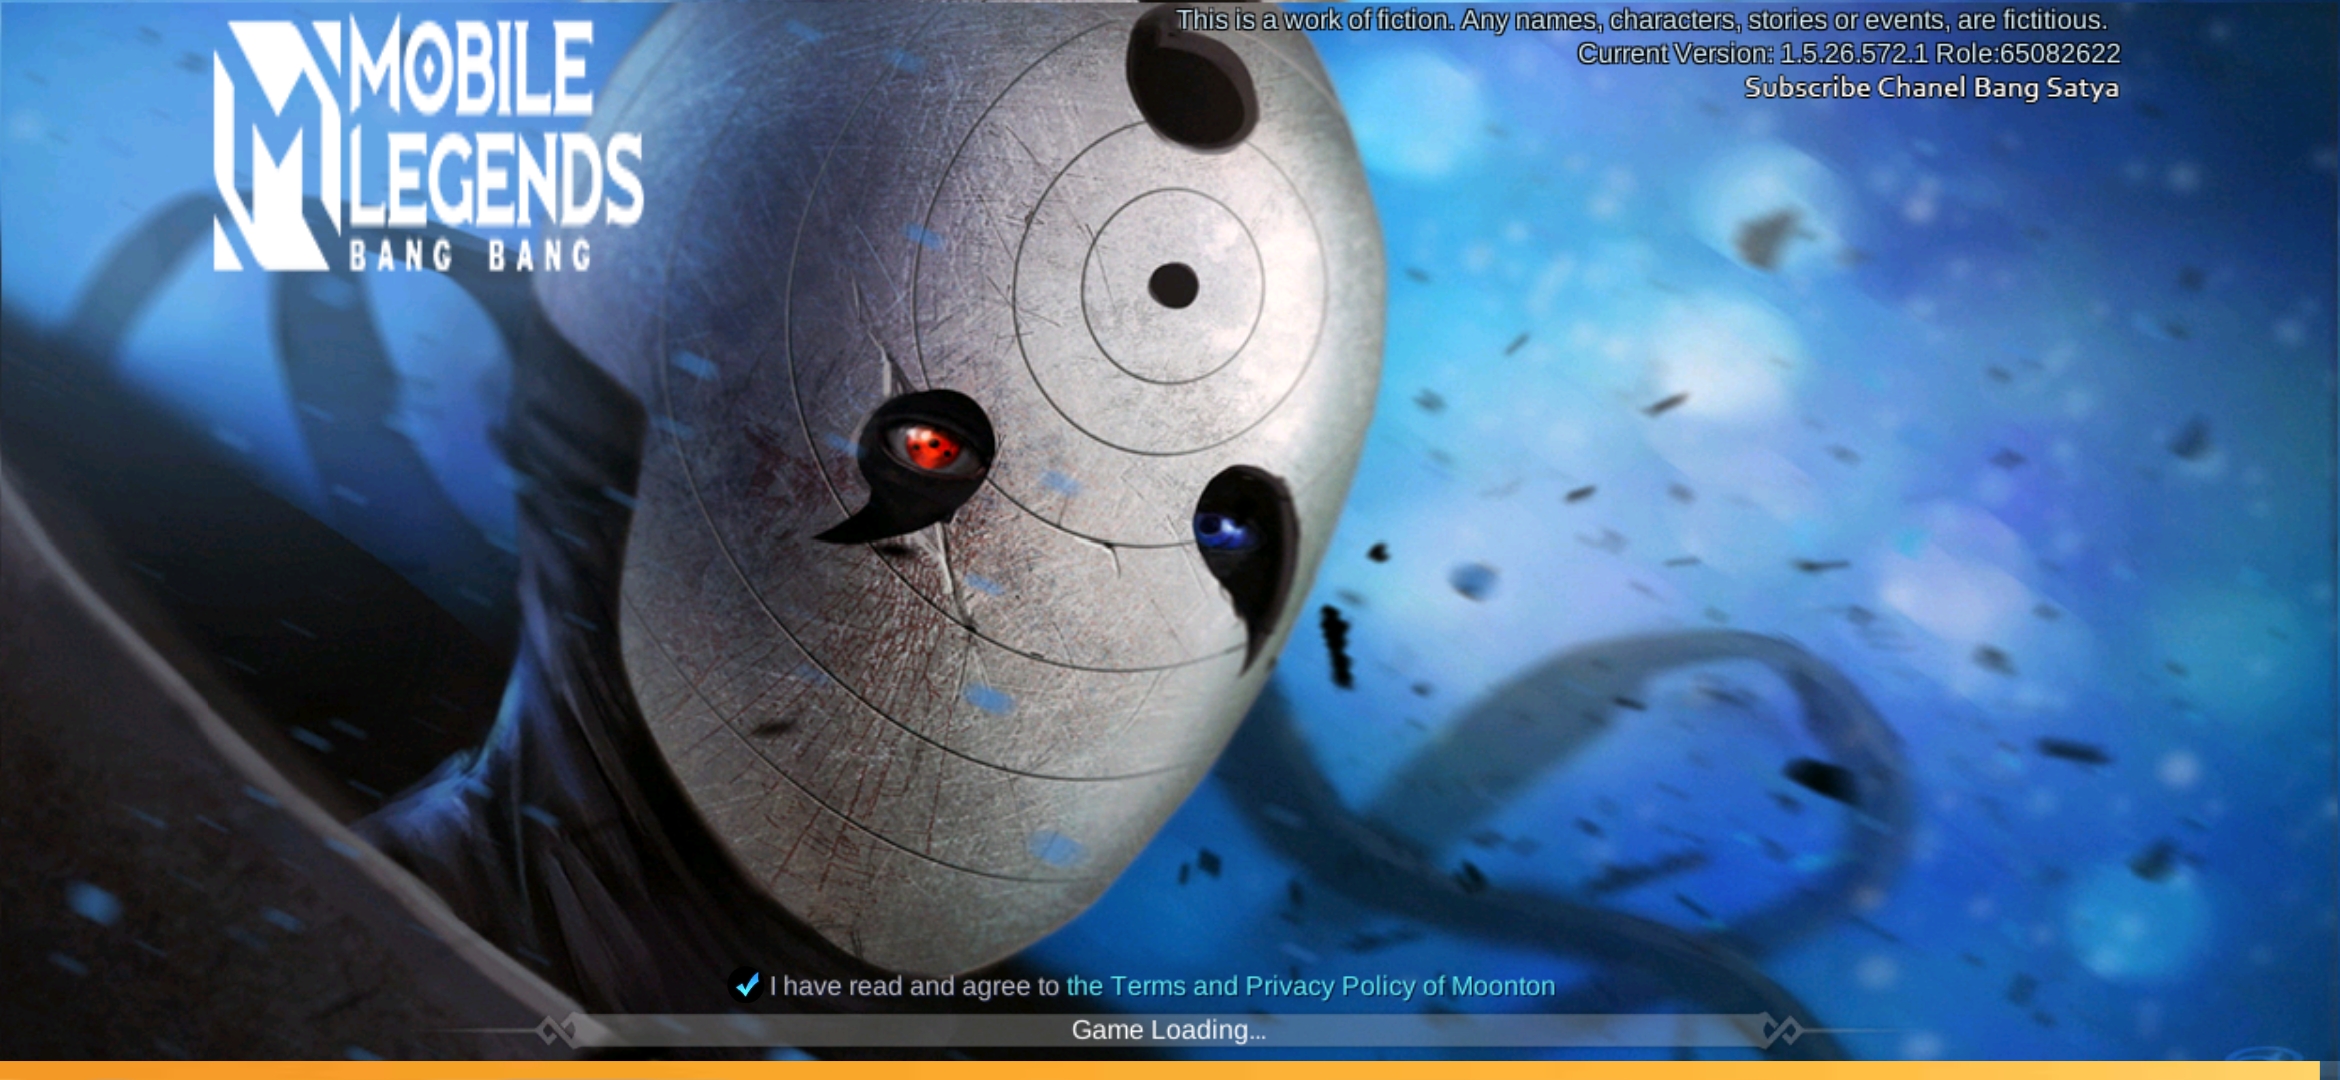 MOBILE
LEGENDS
BANG BANG
This is a work of fiction. Any names, characters, stories or events, are fictitious.
Current Version: 1.5.26.572.1 Role:65082622
Subscribe Chanel Bang Satya
I have read and agree to the Terms and Privacy Policy of Moonton
Game Loading...